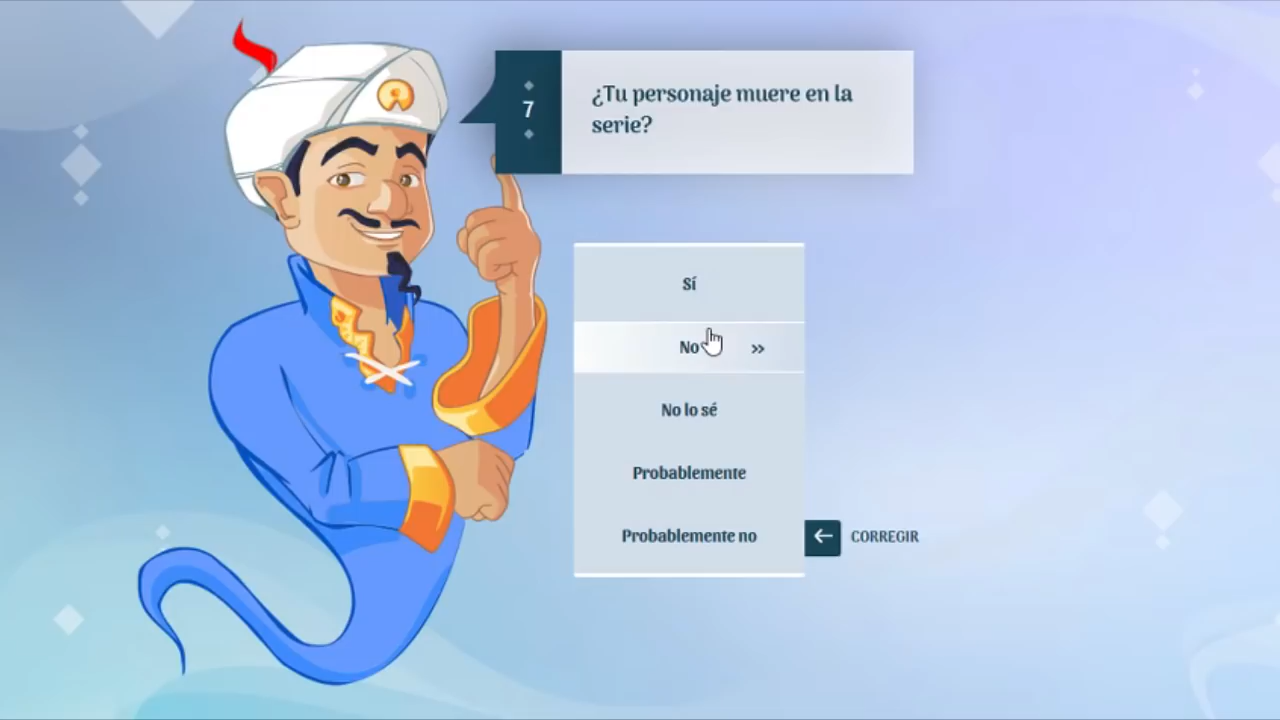 7
¿Tu personaje muere en la
serie?
Sí
No »
No lo sé
Probablemente
Probablemente no
CORREGIR